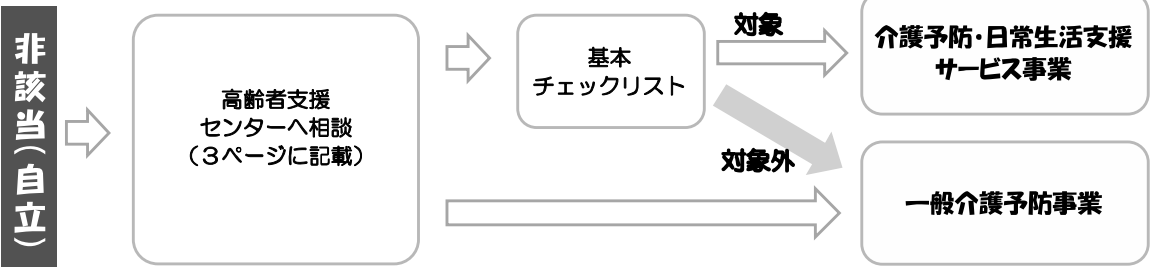 非該当（自立）
高齢者支援
センターへ相談
（３ページに記載）
基本
チェックリスト
対象
対象外
介護予防・日常生活支援
サービス事業
一般介護予防事業